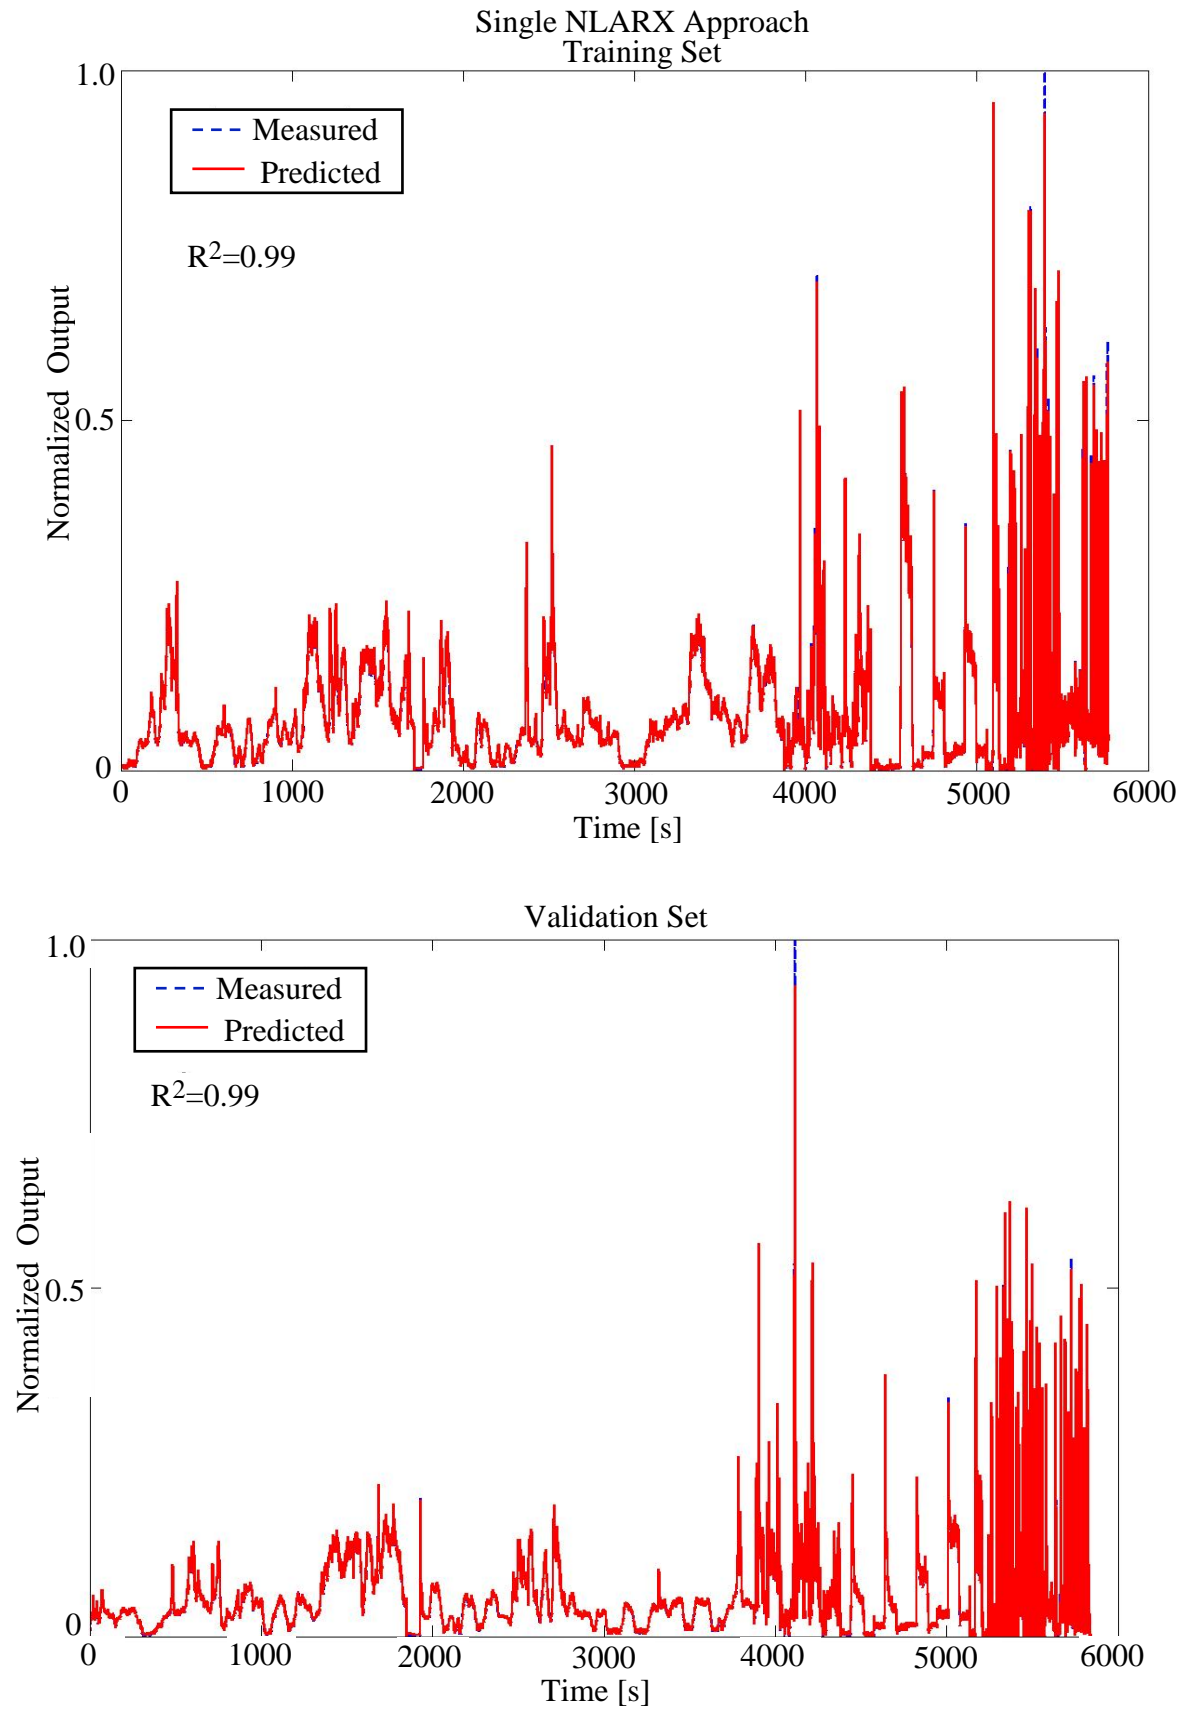 Single NLARX Approach
Training Set
1.0
Measured
Predicted
R²=0.99
Normalized Output
0.5
0
0 1000 2000 3000 4000 5000 6000
Time [s]
Validation Set
1.0
Measured
Predicted
R²=0.99
Normalized Output
0.5
0
0 1000 2000 3000 4000 5000 6000
Time [s]